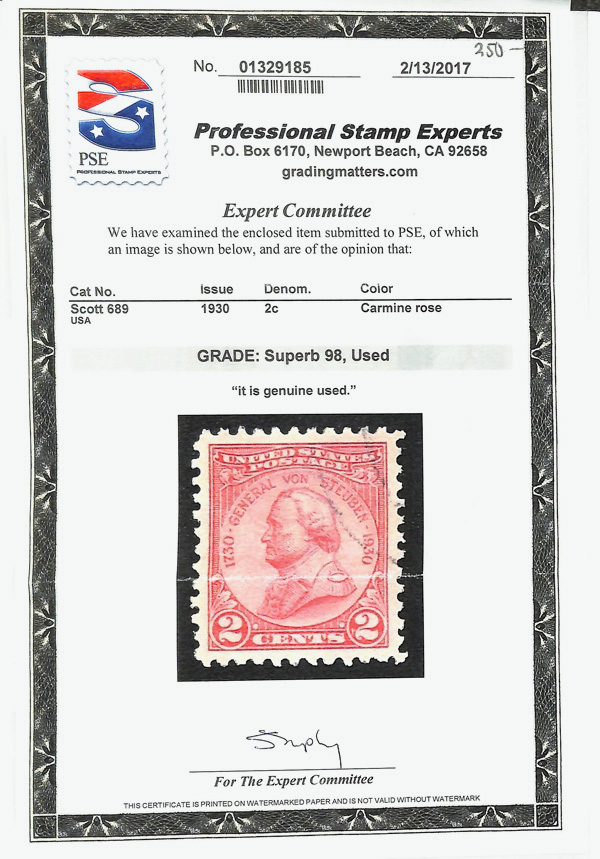 250-
No. 01329185 2/13/2017
PSE
PROFESSIONAL STAMP EXPERTS
Professional Stamp Experts
P.O. Box 6170, Newport Beach, CA 92658
gradingmatters.com
Expert Committee
We have examined the enclosed item submitted to PSE, of which
an image is shown below, and are of the opinion that:
Cat No. Issue Denom. Color
Scott 689 1930 2c Carmine rose
USA
GRADE: Superb 98, Used
“it is genuine used.”
UNITED STATES
POSTAGE
1730 · GENERAL VON STEUBEN · 1930
2 CENTS 2
For The Expert Committee
THIS CERTIFICATE IS PRINTED ON WATERMARKED PAPER AND IS NOT VALID WITHOUT WATERMARK